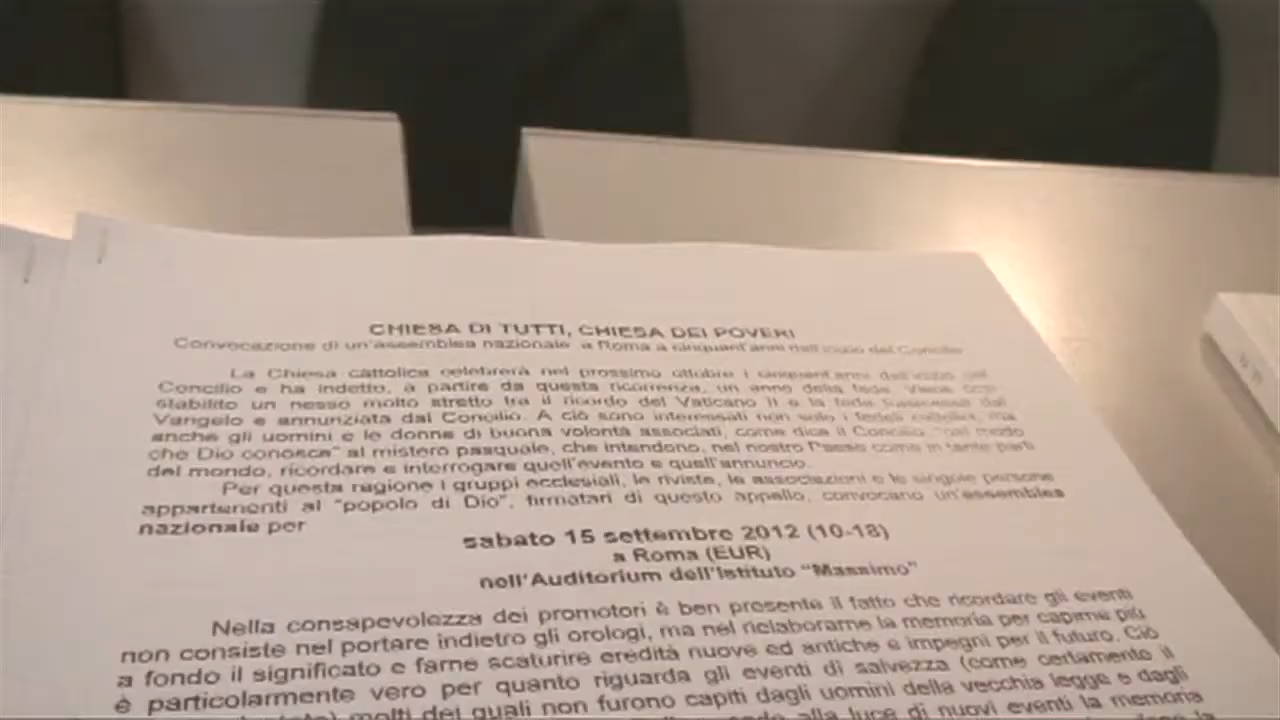 CHIESA DI TUTTI, CHIESA DEI POVERI
Convocazione di un'assemblea nazionale a Roma a cinquant'anni dall'inizio del Concilio
La Chiesa cattolica celebrerà nel prossimo ottobre i cinquant'anni dall'inizio del
Concilio e ha indetto, a partire da questa ricorrenza, un anno della fede. Viene così
stabilito un nesso molto stretto fra il ricordo del Vaticano II e la fede dal
Vangelo e annunziata dal Concilio. A ciò sono interessati non solo i fedeli cattolici, ma
anche gli uomini e le donne di buona volontà associati, come dice il Concilio "nel modo
che Dio conosce" al mistero pasquale, che intendono, nel nostro Paese come in tante parti
del mondo, ricordare e interrogare quell'evento e quell'annuncio.
Per questa ragione i gruppi ecclesiali, le riviste, le associazioni e le singole persone
appartenenti al "popolo di Dio", firmatari di questo appello, convocano un'assemblea
nazionale per
sabato 15 settembre 2012 (10-18)
a Roma (EUR)
nell'Auditorium dell'Istituto "Massimo"
Nella consapevolezza dei promotori è ben presente il fatto che ricordare gli eventi
non consiste nel portare indietro gli orologi, ma nel rielaborarne la memoria per capirne più
a fondo il significato e farne scaturire eredità nuove ed antiche e impegni per il futuro. Ciò
è particolarmente vero per quanto riguarda gli eventi di salvezza (come certamente il
molti dei quali non furono capiti dagli uomini della vecchia legge e dagli
alla luce di nuovi eventi la memoria